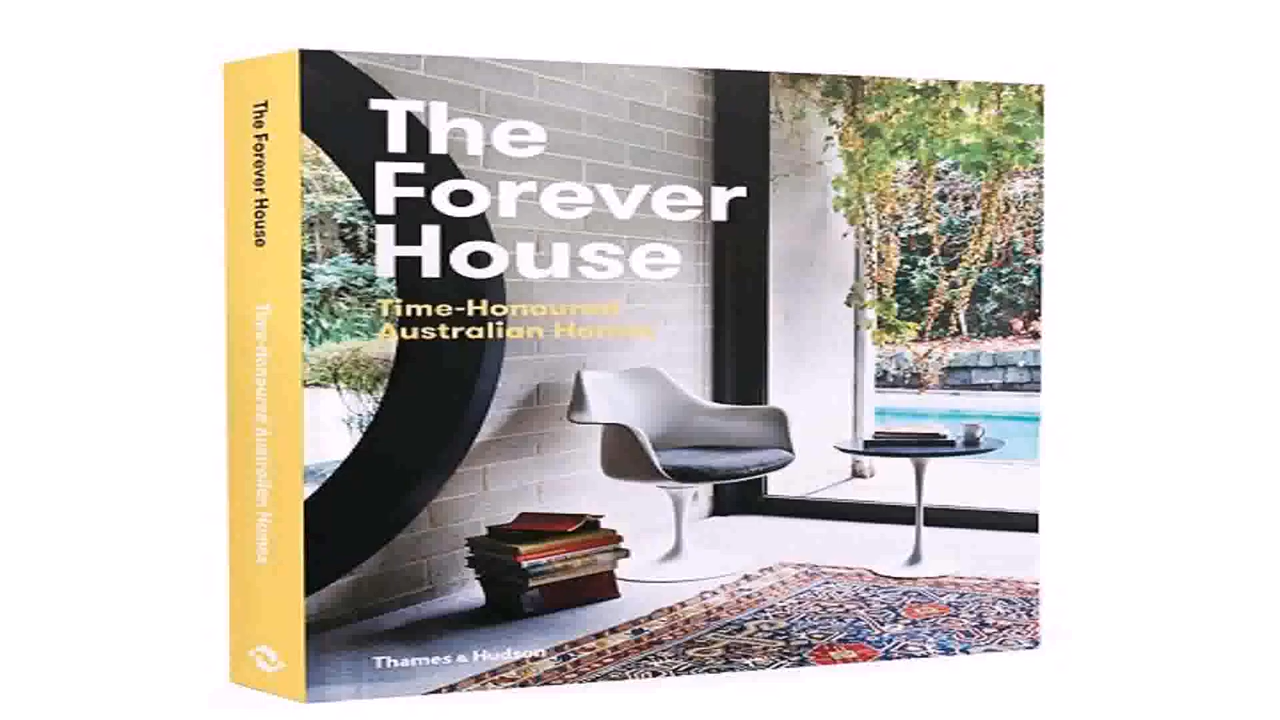 The Forever House
Time-Honoured Australian Homes
The
Forever
House
Time-Honoured
Australian Homes
Thames & Hudson